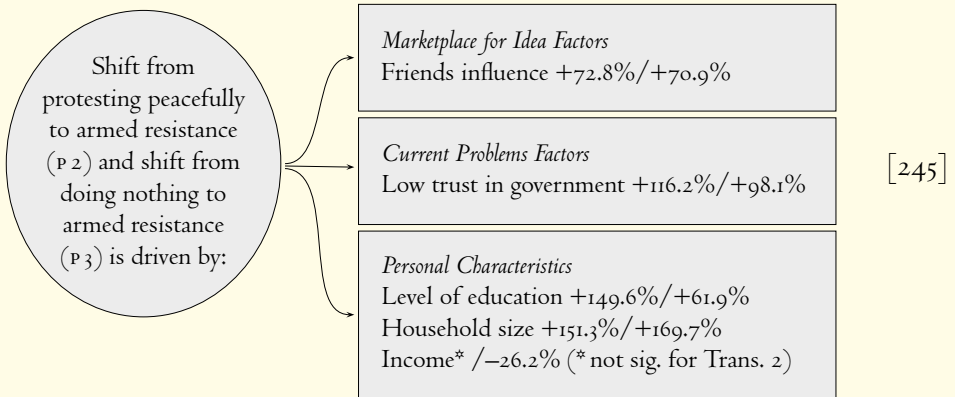 Shift from
protesting peacefully
to armed resistance
(P 2) and shift from
doing nothing to
armed resistance
(P 3) is driven by:
Marketplace for Idea Factors
Friends influence +72.8%/+70.9%
Current Problems Factors
Low trust in government +116.2%/+98.1%
Personal Characteristics
Level of education +149.6%/+61.9%
Household size +151.3%/+169.7%
Income* /–26.2% (* not sig. for Trans. 2)
[245]